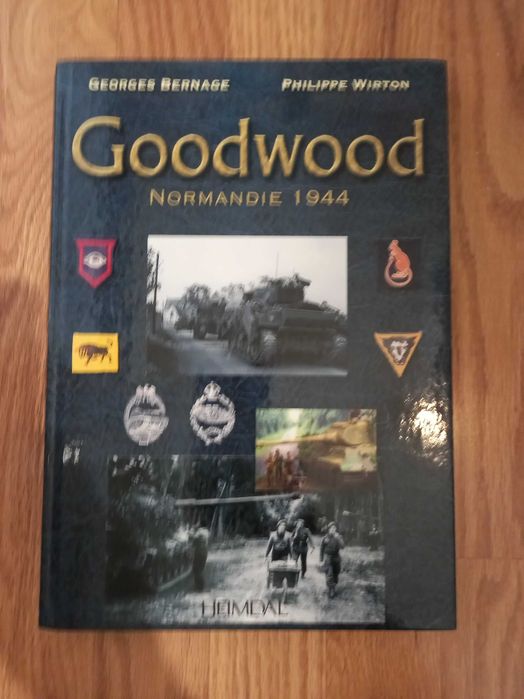 GEORGES BERNAGE PHILIPPE WIRTON
GOODWOOD
NORMANDIE 1944
HEIMDAL